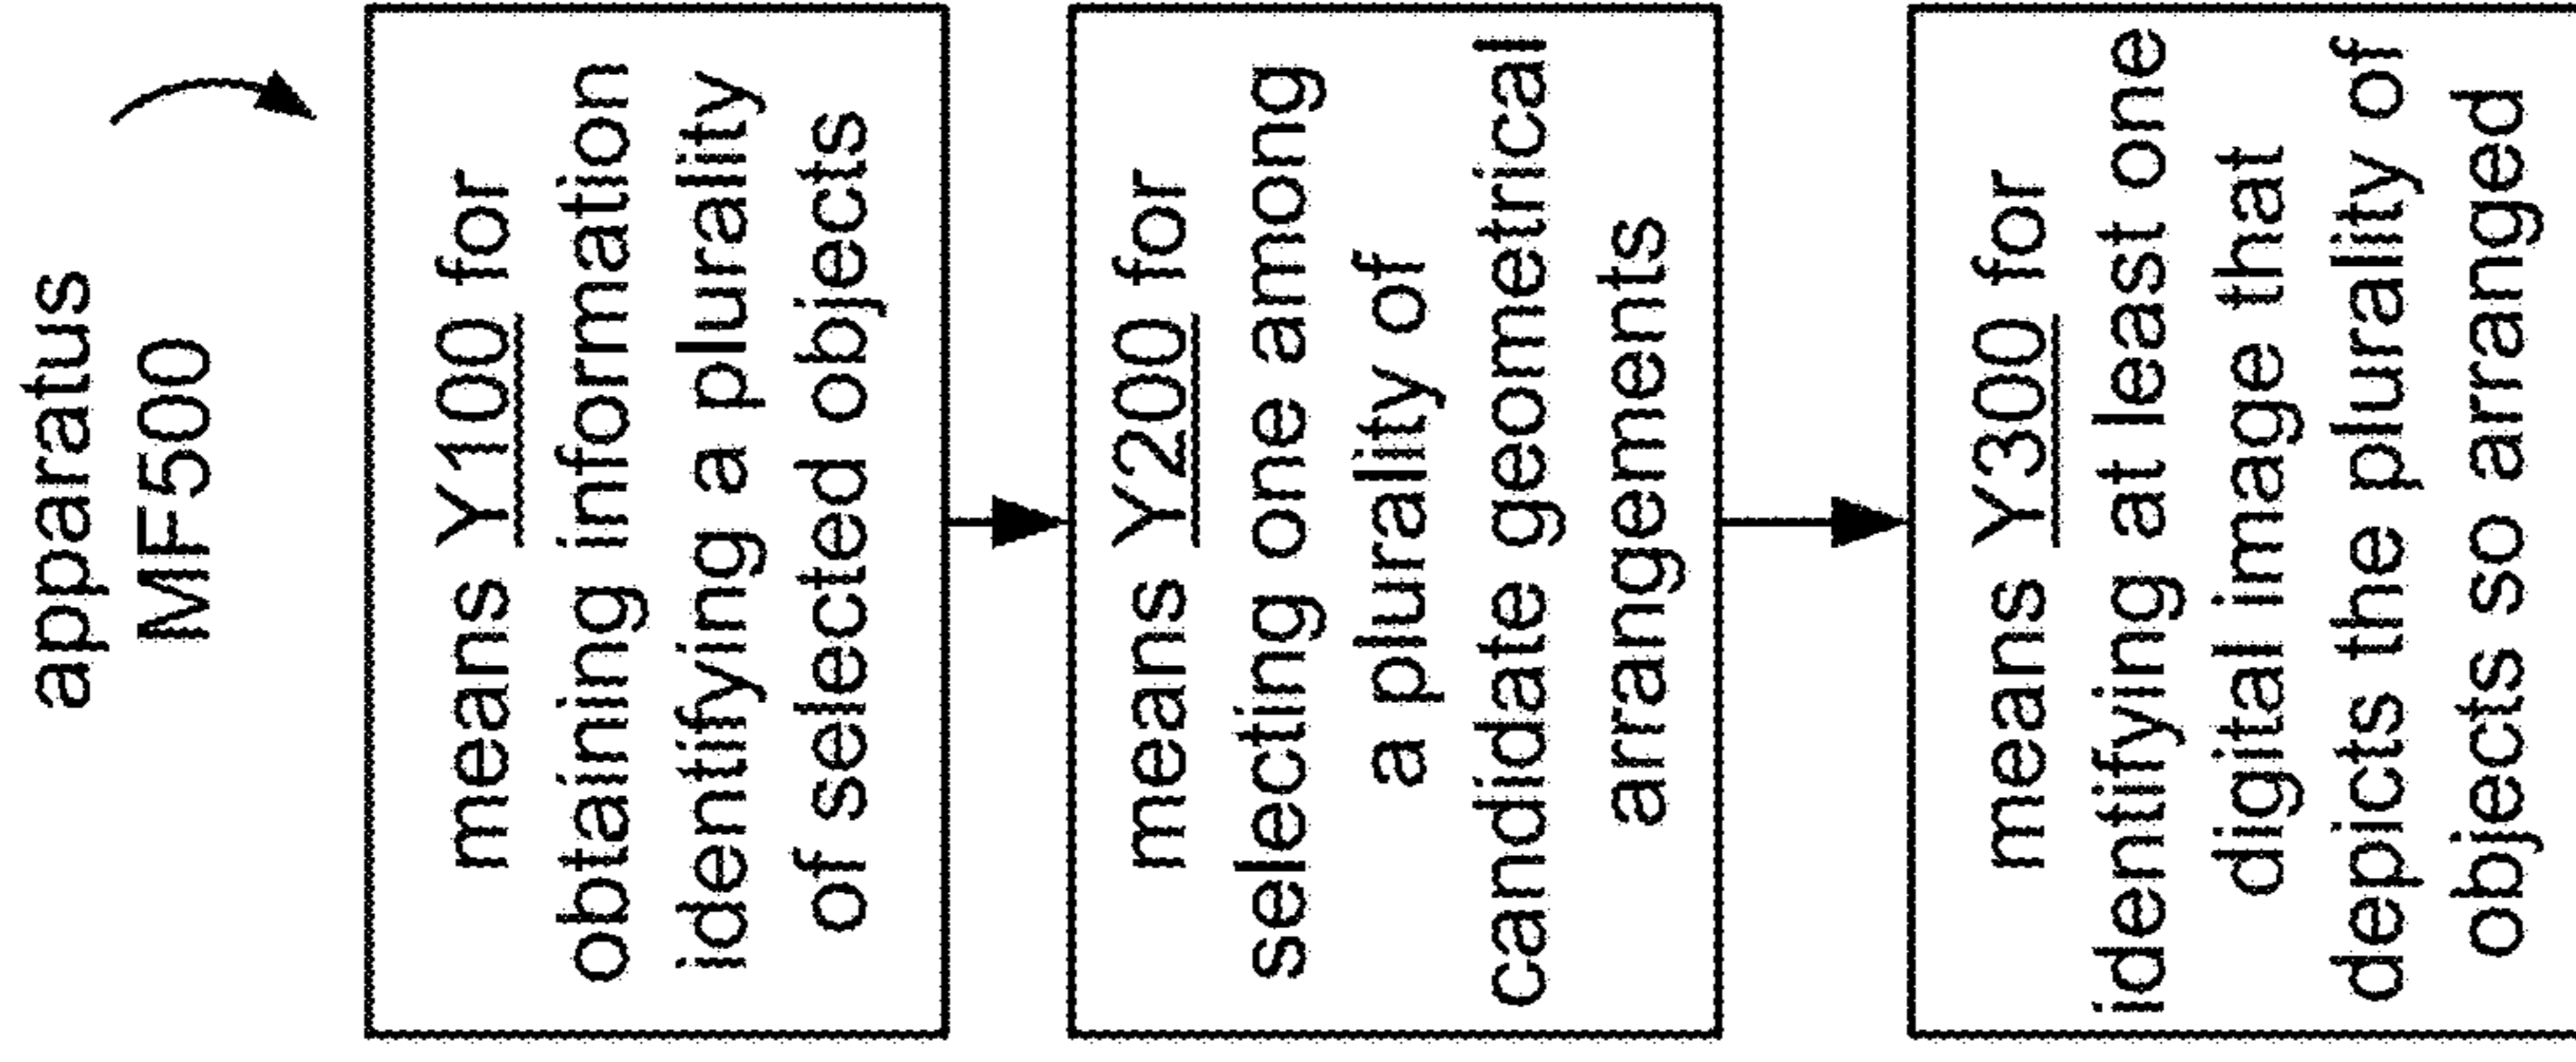 apparatus
MF500
means Y100 for
obtaining information
identifying a plurality
of selected objects
means Y200 for
selecting one among
a plurality of
candidate geometrical
arrangements
means Y300 for
identifying at least one
digital image that
depicts the plurality of
objects so arranged